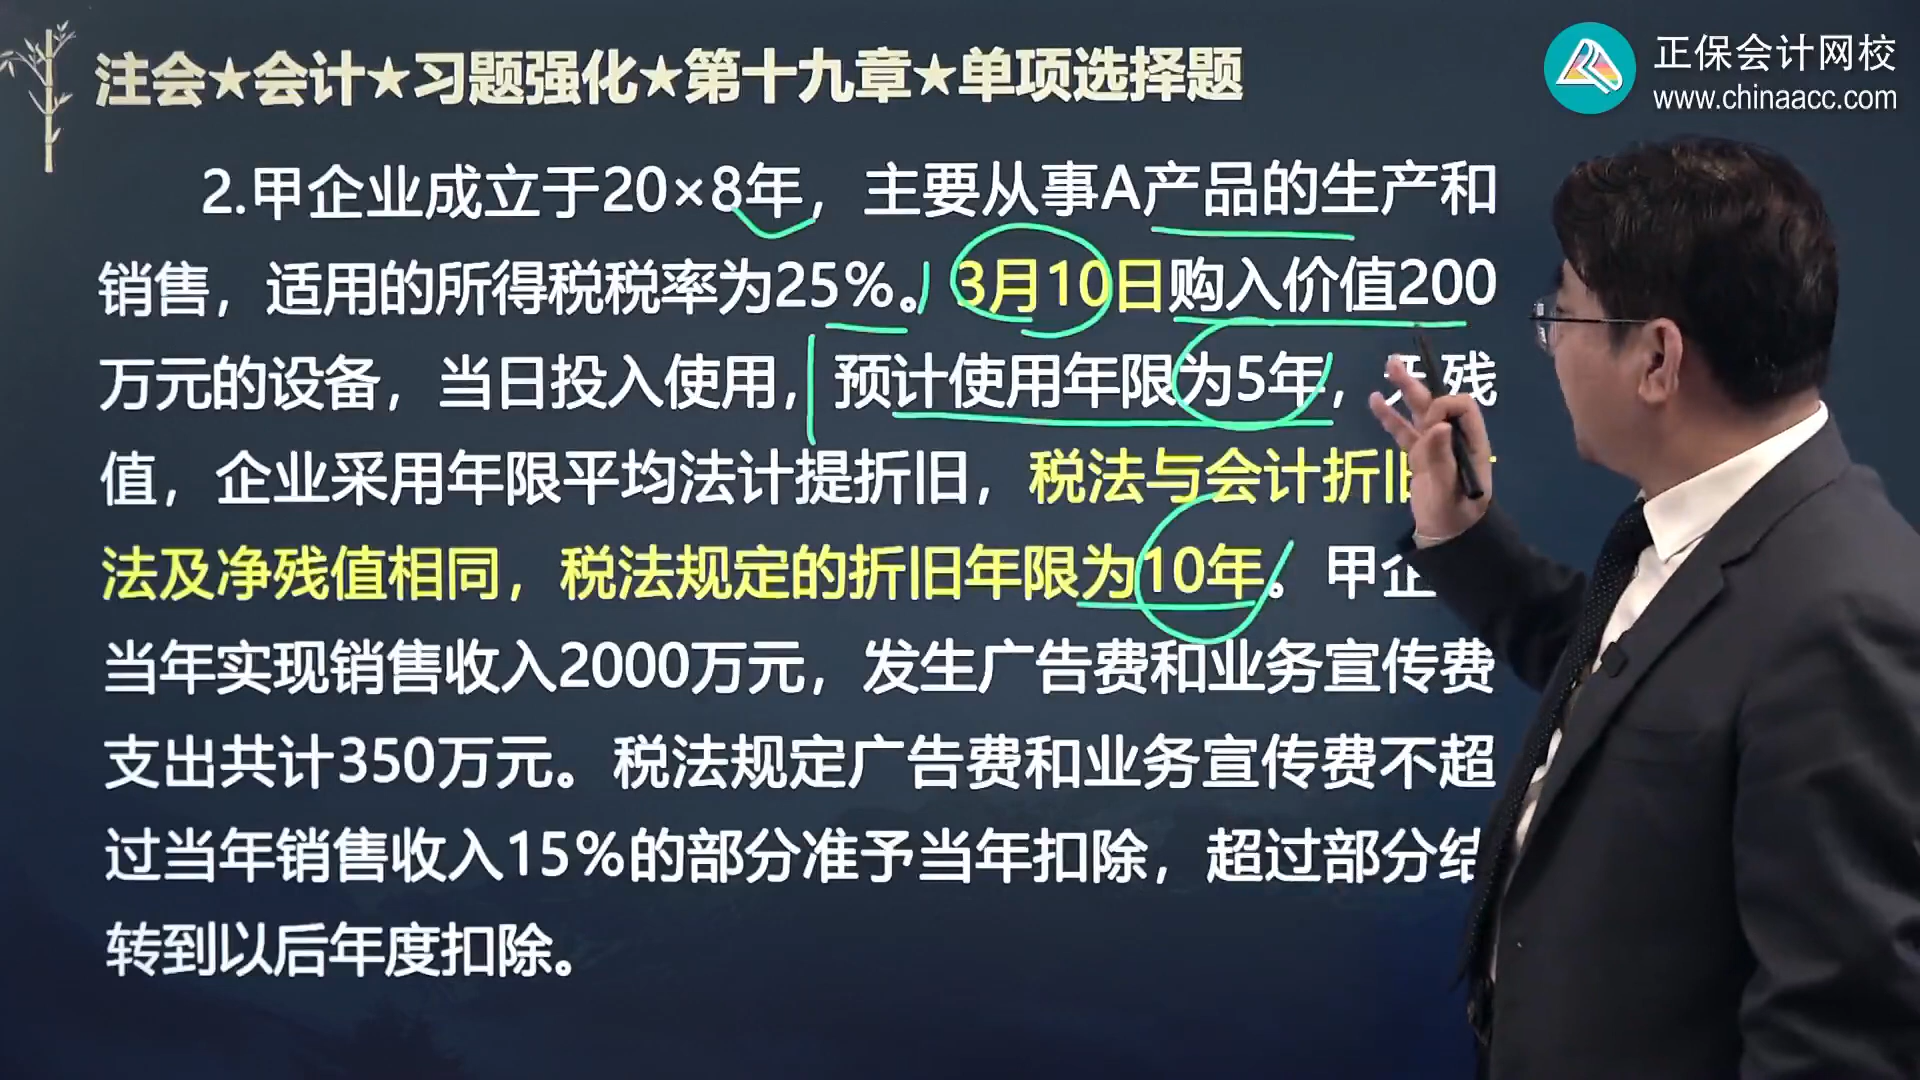 注会★会计★习题强化★第十九章★单项选择题
正保会计网校
www.chinaacc.com
2.甲企业成立于20×8年，主要从事A产品的生产和
销售，适用的所得税税率为25%。3月10日购入价值200
万元的设备，当日投入使用，预计使用年限为5年，无残
值，企业采用年限平均法计提折旧，税法与会计折旧
法及净残值相同，税法规定的折旧年限为10年。甲企
当年实现销售收入2000万元，发生广告费和业务宣传费
支出共计350万元。税法规定广告费和业务宣传费不超
过当年销售收入15%的部分准予当年扣除，超过部分结
转到以后年度扣除。